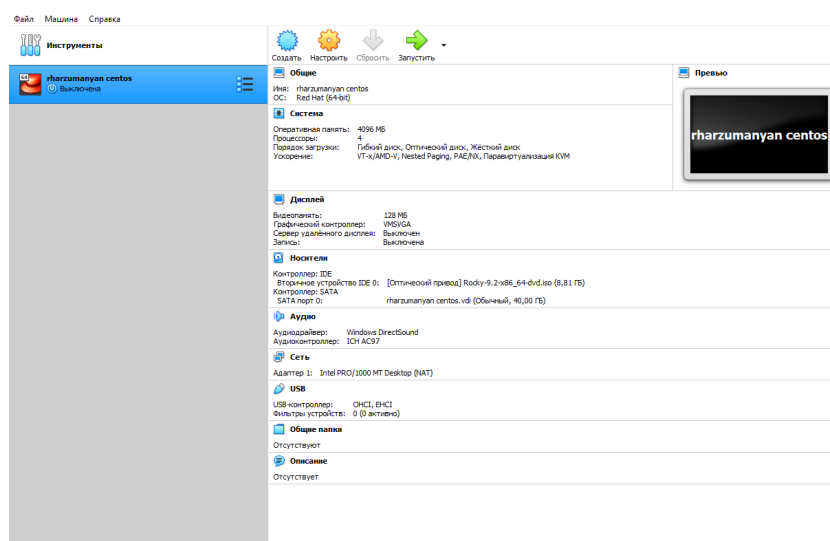 Файл Машина Справка
Инструменты
Создать Настроить Сбросить Запустить
64
rharzumanyan centos
Выключена
Общие
Имя: rharzumanyan centos
ОС: Red Hat (64-bit)
Превью
rharzumanyan centos
Система
Оперативная память: 4096 МБ
Процессоры: 4
Порядок загрузки: Гибкий диск, Оптический диск, Жёсткий диск
Ускорение: VT-x/AMD-V, Nested Paging, PAE/NX, Паравиртуализация KVM
Дисплей
Видеопамять: 128 МБ
Графический контроллер: VMSVGA
Сервер удалённого дисплея: Выключен
Запись: Выключена
Носители
Контроллер: IDE
Вторичное устройство IDE 0: [Оптический привод] Rocky-9.2-x86_64-dvd.iso (8,81 ГБ)
Контроллер: SATA
SATA порт 0: rharzumanyan centos.vdi (Обычный, 40,00 ГБ)
Аудио
Аудиодрайвер: Windows DirectSound
Аудиоконтроллер: ICH AC97
Сеть
Адаптер 1: Intel PRO/1000 MT Desktop (NAT)
USB
USB-контроллер: OHCI, EHCI
Фильтры устройств: 0 (0 активно)
Общие папки
Отсутствуют
Описание
Отсутствует